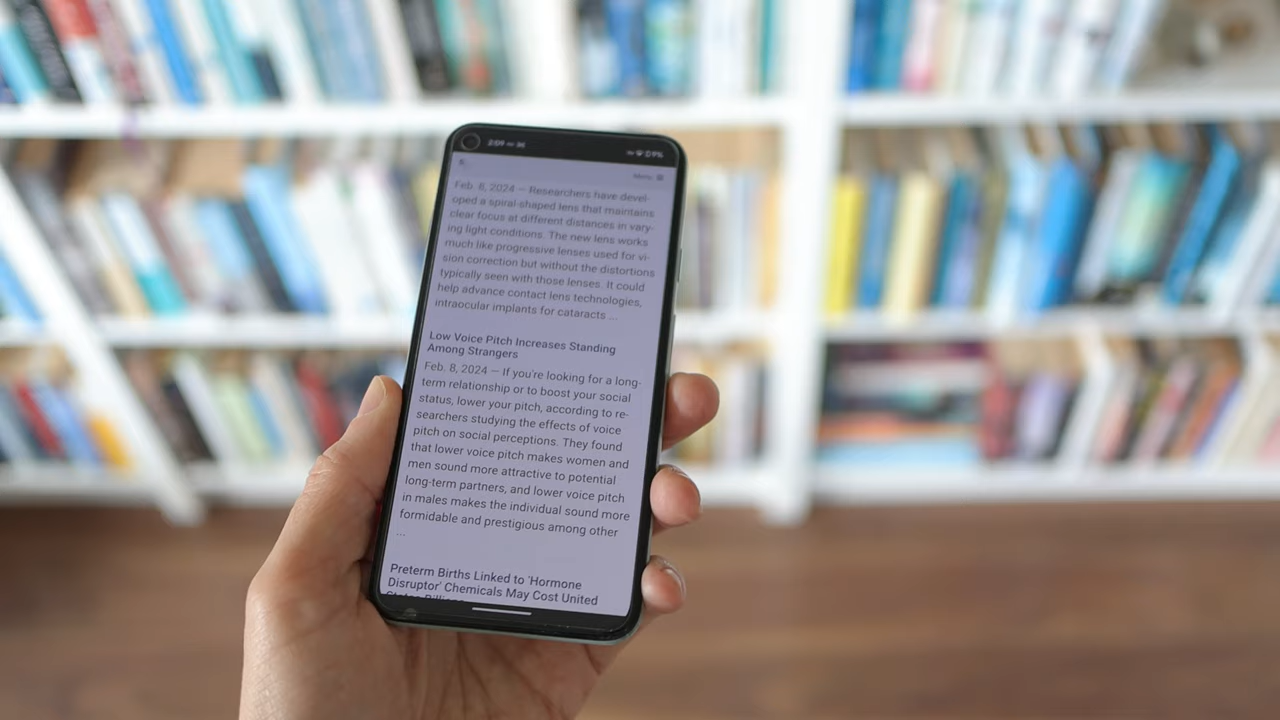 2:09
Menu
Feb. 8, 2024 — Researchers have devel-
oped a spiral-shaped lens that maintains
clear focus at different distances in vary-
ing light conditions. The new lens works
much like progressive lenses used for vi-
sion correction but without the distortions
typically seen with those lenses. It could
help advance contact lens technologies,
intraocular implants for cataracts ...
Low Voice Pitch Increases Standing
Among Strangers
Feb. 8, 2024 — If you're looking for a long-
term relationship or to boost your social
status, lower your pitch, according to re-
searchers studying the effects of voice
pitch on social perceptions. They found
that lower voice pitch makes women and
men sound more attractive to potential
long-term partners, and lower voice pitch
in males makes the individual sound more
formidable and prestigious among other
...
Preterm Births Linked to 'Hormone
Disruptor' Chemicals May Cost United
States Billions